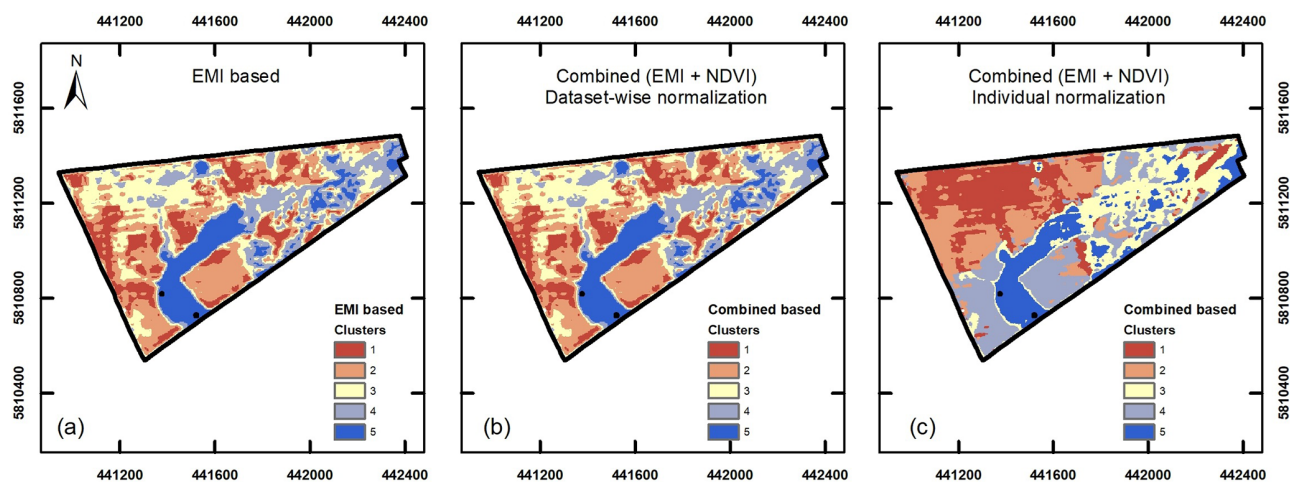 441200 441600 442000 442400 441200 441600 442000 442400 441200 441600 442000 442400
5811600
5811200
5810800
5810400
N
EMI based
EMI based
Clusters
1
2
3
4
5
(a)
441200 441600 442000 442400
Combined (EMI + NDVI)
Dataset-wise normalization
Combined based
Clusters
1
2
3
4
5
(b)
441200 441600 442000 442400
Combined (EMI + NDVI)
Individual normalization
Combined based
Clusters
1
2
3
4
5
(c)
441200 441600 442000 442400
5811600
5811200
5810800
5810400